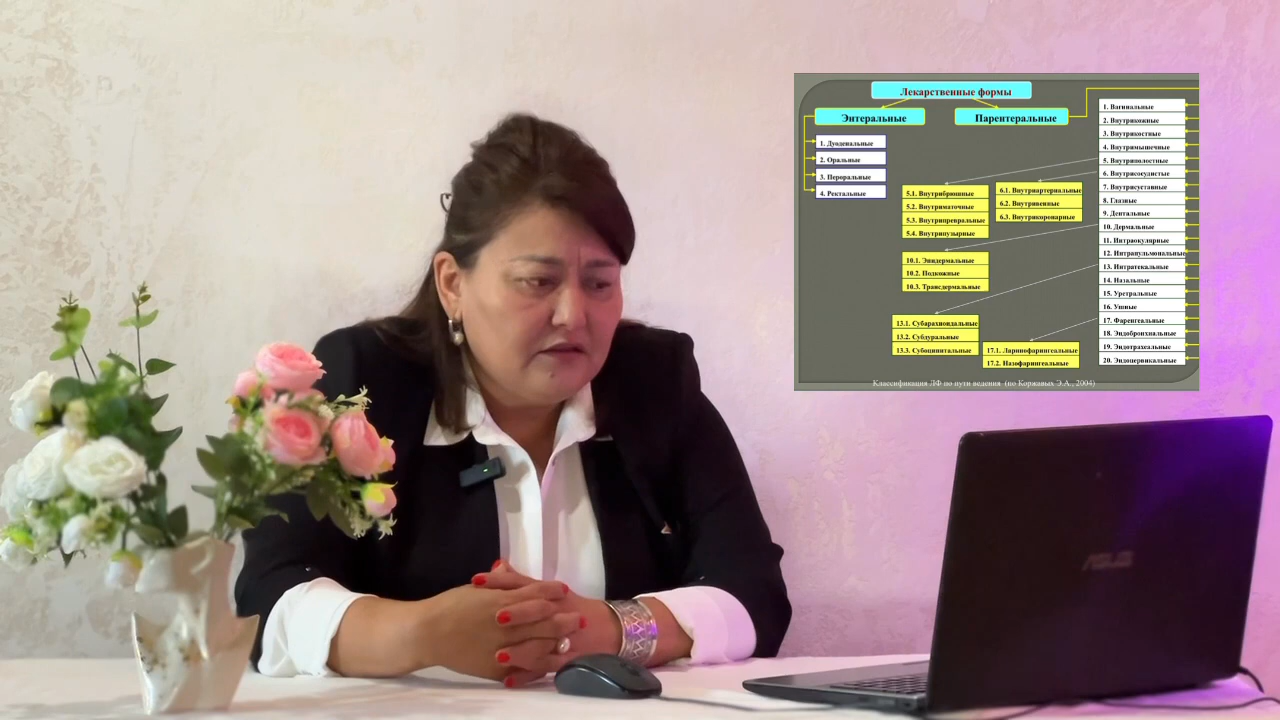 Лекарственные формы
Энтеральные
Парентеральные
1. Дуоденальные
2. Оральные
3. Пероральные
4. Ректальные
5.1. Внутрибрюшные
5.2. Внутриматочные
5.3. Внутриплевральные
5.4. Внутрипузырные
6.1. Внутриартериальные
6.2. Внутривенные
6.3. Внутрикоронарные
10.1. Эпидермальные
10.2. Подкожные
10.3. Трансдермальные
13.1. Субарахноидальные
13.2. Субдуральные
13.3. Субокципитальные
17.1. Ларинофарингеальные
17.2. Назофарингеальные
1. Вагинальные
2. Внутрикожные
3. Внутрикостные
4. Внутримышечные
5. Внутриполостные
6. Внутрисосудистые
7. Внутрисуставные
8. Глазные
9. Дентальные
10. Дермальные
11. Интраокулярные
12. Интрапульмональные
13. Интратекальные
14. Назальные
15. Уретральные
16. Ушные
17. Фарингеальные
18. Эндобронхиальные
19. Эндотрахеальные
20. Эндоцервикальные
Классификация ЛФ по пути ведения (по Коржавых Э.А., 2004)
ASUS